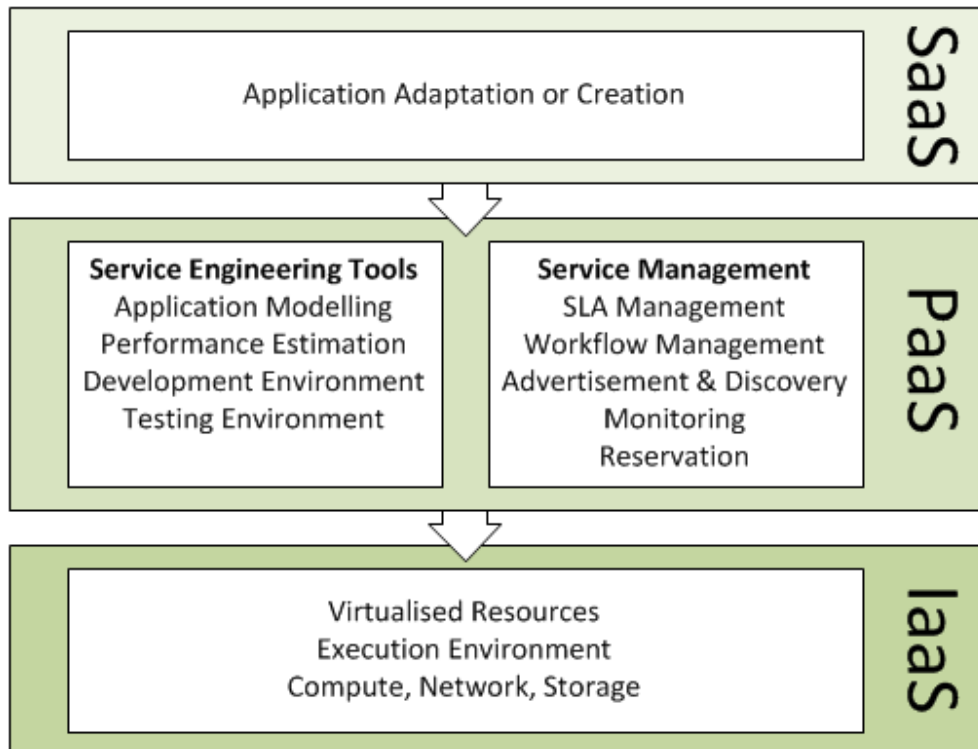 Application Adaptation or Creation
SaaS
Service Engineering Tools
Application Modelling
Performance Estimation
Development Environment
Testing Environment
Service Management
SLA Management
Workflow Management
Advertisement & Discovery
Monitoring
Reservation
PaaS
Virtualised Resources
Execution Environment
Compute, Network, Storage
IaaS